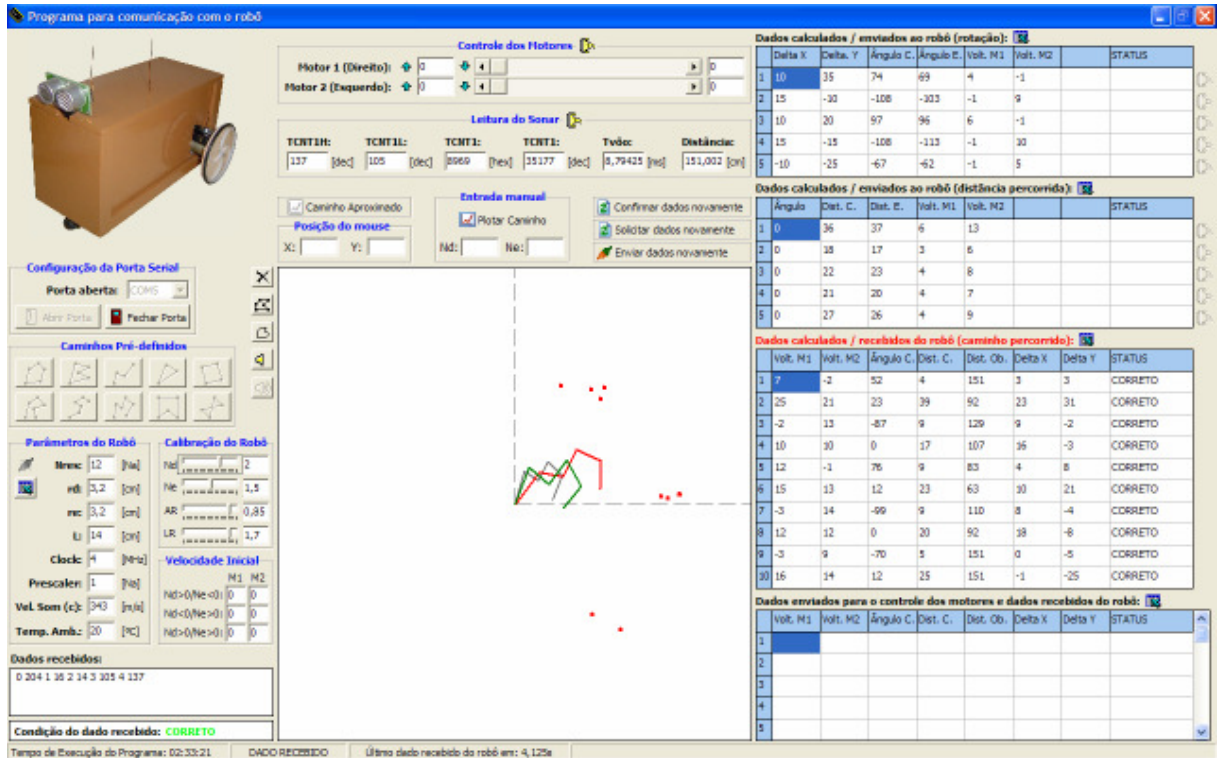 Programa para comunicação com o robô
Controle dos Motores
Motor 1 (Direito): 0 0
Motor 2 (Esquerdo): 0 0
Leitura do Sonar
TCNT1H: TCNT1L: TCNT1: TCNT1: Tvôo: Distância:
137 [dec] 105 [dec] 8969 [hex] 35177 [dec] 8,79425 [ms] 151,002 [cm]
Caminho Aproximado
Posição do mouse
X: Y:
Entrada manual
Plotar Caminho
Nd: Ne:
Confirmar dados novamente
Solicitar dados novamente
Enviar dados novamente
Configuração da Porta Serial
Porta aberta: COM5
Abrir Porta Fechar Porta
Caminhos Pré-definidos
Parâmetros do Robô
Nres: 12 [Na]
rd: 3,2 [cm]
re: 3,2 [cm]
L: 14 [cm]
Clock: 4 [MHz]
Prescaler: 1 [Na]
Vel. Som (c): 343 [m/s]
Temp. Amb.: 20 [ºC]
Calibração do Robô
Nd 2
Ne 1,5
AR 0,85
LR 1,7
Velocidade Inicial
M1 M2
Nd>0/Ne<0: 0 0
Nd<0/Ne>0: 0 0
Nd>0/Ne>0: 0 0
Dados recebidos:
0 204 1 16 2 14 3 105 4 137
Condição do dado recebido: CORRETO
Tempo de Execução do Programa: 02:33:21 DADO RECEBIDO Último dado recebido do robô em: 4,125s
Dados calculados / enviados ao robô (rotação):
Delta X Delta. Y Ângulo C. Ângulo E. Volt. M1 Volt. M2 STATUS
1 10 35 74 69 4 -1
2 15 -10 -108 -103 -1 9
3 10 20 97 96 6 -1
4 15 -15 -108 -113 -1 10
5 -10 -25 -67 -62 -1 5
Dados calculados / enviados ao robô (distância percorrida):
Ângulo Dist. C. Dist. E. Volt. M1 Volt. M2 STATUS
1 0 36 37 6 13
2 0 18 17 3 6
3 0 22 23 4 8
4 0 21 20 4 7
5 0 27 26 4 9
Dados calculados / recebidos do robô (caminho percorrido):
Volt. M1 Volt. M2 Ângulo C. Dist. C. Dist. Ob. Delta X Delta Y STATUS
1 7 -2 52 4 151 3 3 CORRETO
2 25 21 23 39 92 23 31 CORRETO
3 -2 13 -87 9 129 9 -2 CORRETO
4 10 10 0 17 107 16 -3 CORRETO
5 12 -1 76 9 83 4 8 CORRETO
6 15 13 12 23 63 10 21 CORRETO
7 -3 14 -99 9 110 8 -4 CORRETO
8 12 12 0 20 92 18 -8 CORRETO
9 -3 9 -70 5 151 0 -5 CORRETO
10 16 14 12 25 151 -1 -25 CORRETO
Dados enviados para o controle dos motores e dados recebidos do robô:
Volt. M1 Volt. M2 Ângulo C. Dist. C. Dist. Ob. Delta X Delta Y STATUS
1
2
3
4
5